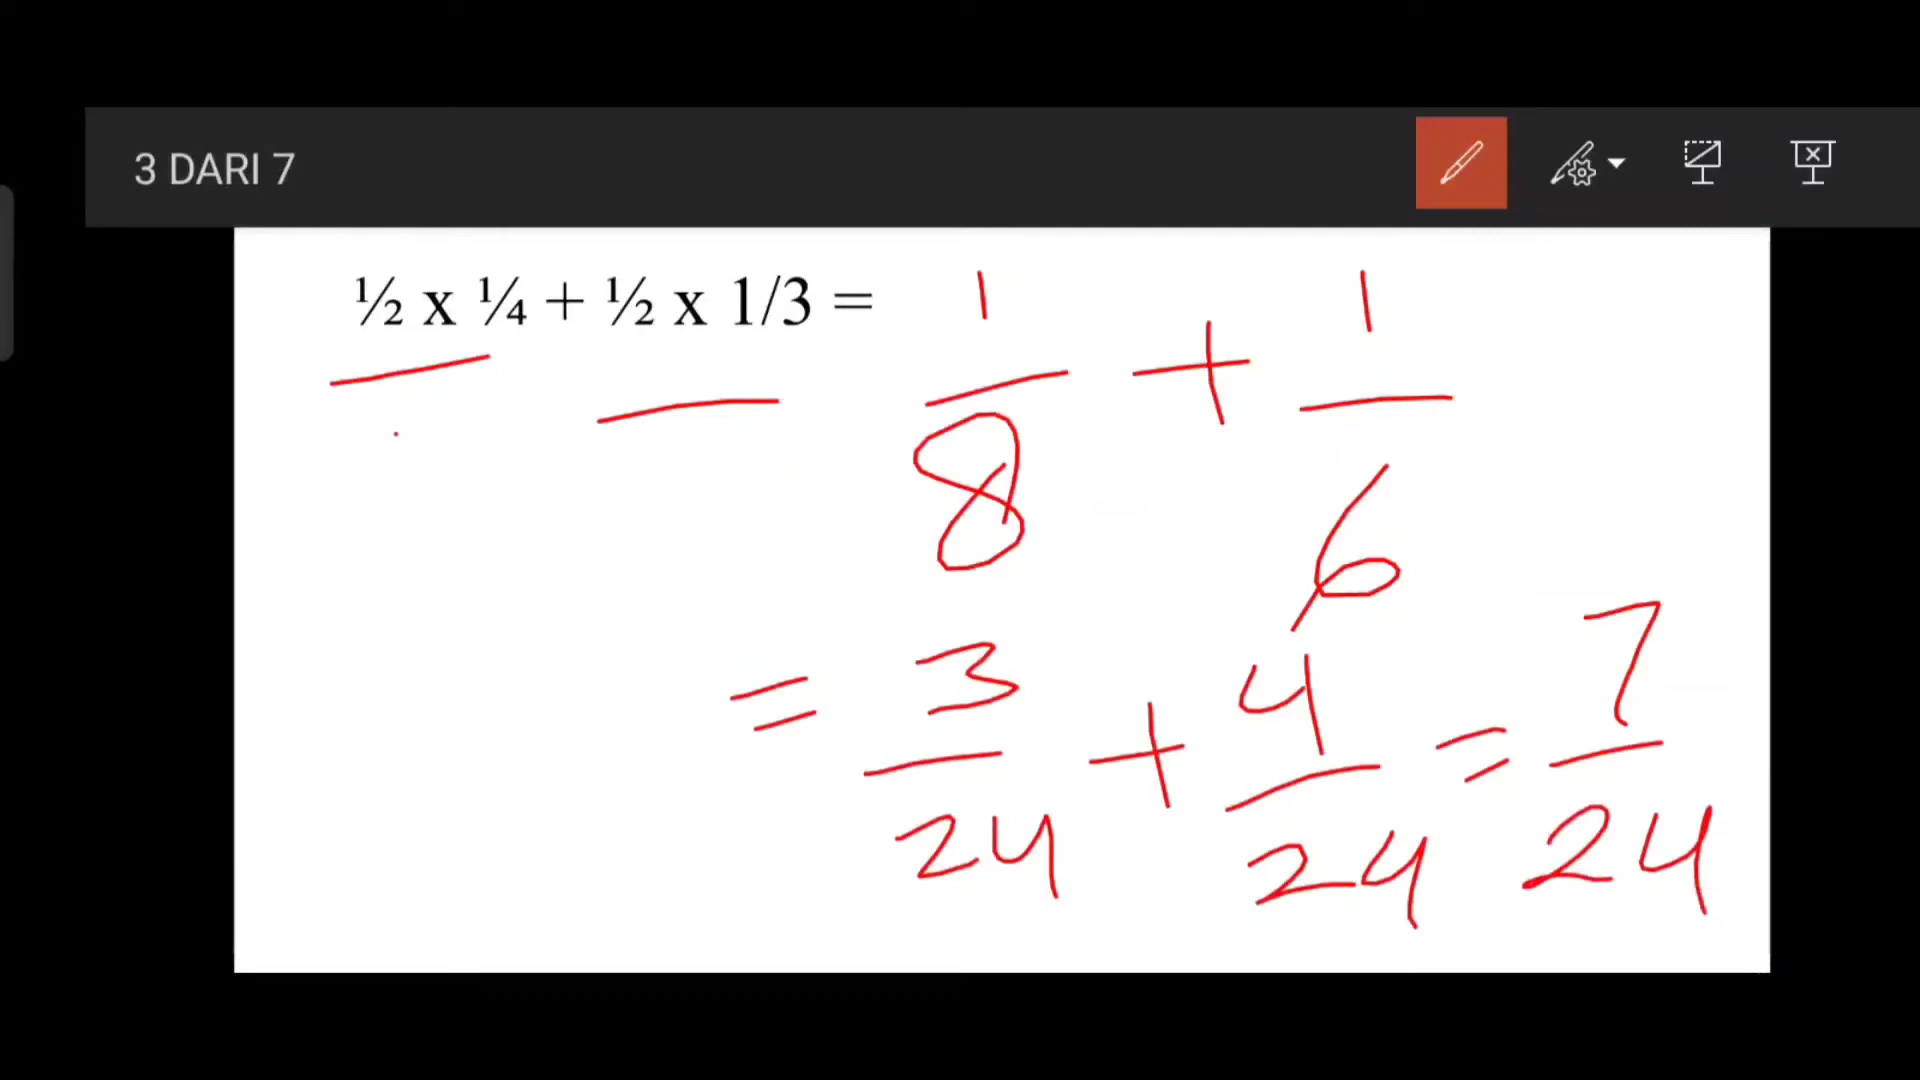 3 DARI 7
½ x ¼ + ½ x 1/3 = 1/8 + 1/6
= 3/24 + 4/24 = 7/24